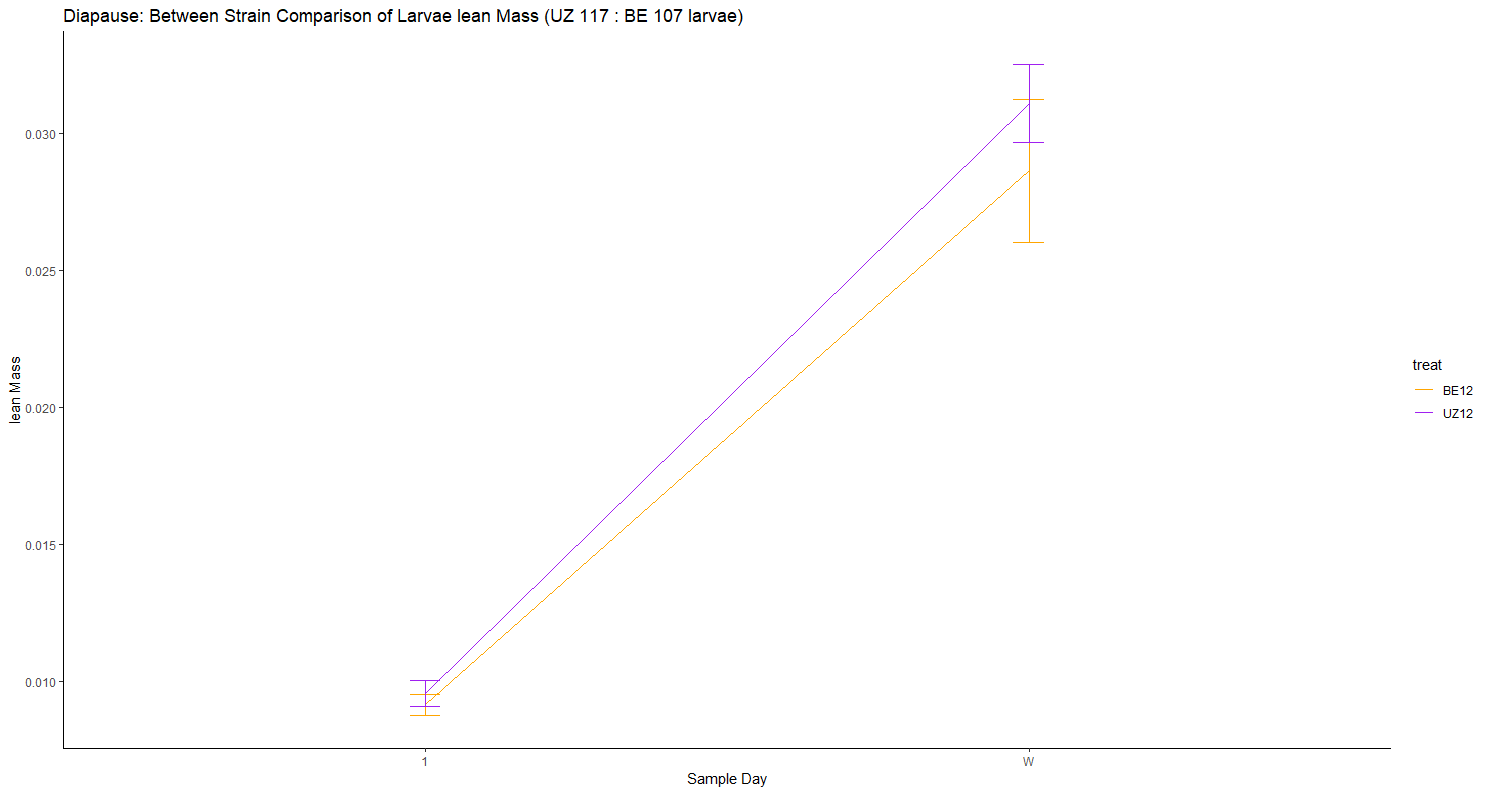 Diapause: Between Strain Comparison of Larvae lean Mass (UZ 117 : BE 107 larvae)
0.030
0.025
0.020
0.015
0.010
lean Mass
1
W
Sample Day
treat
BE12
UZ12